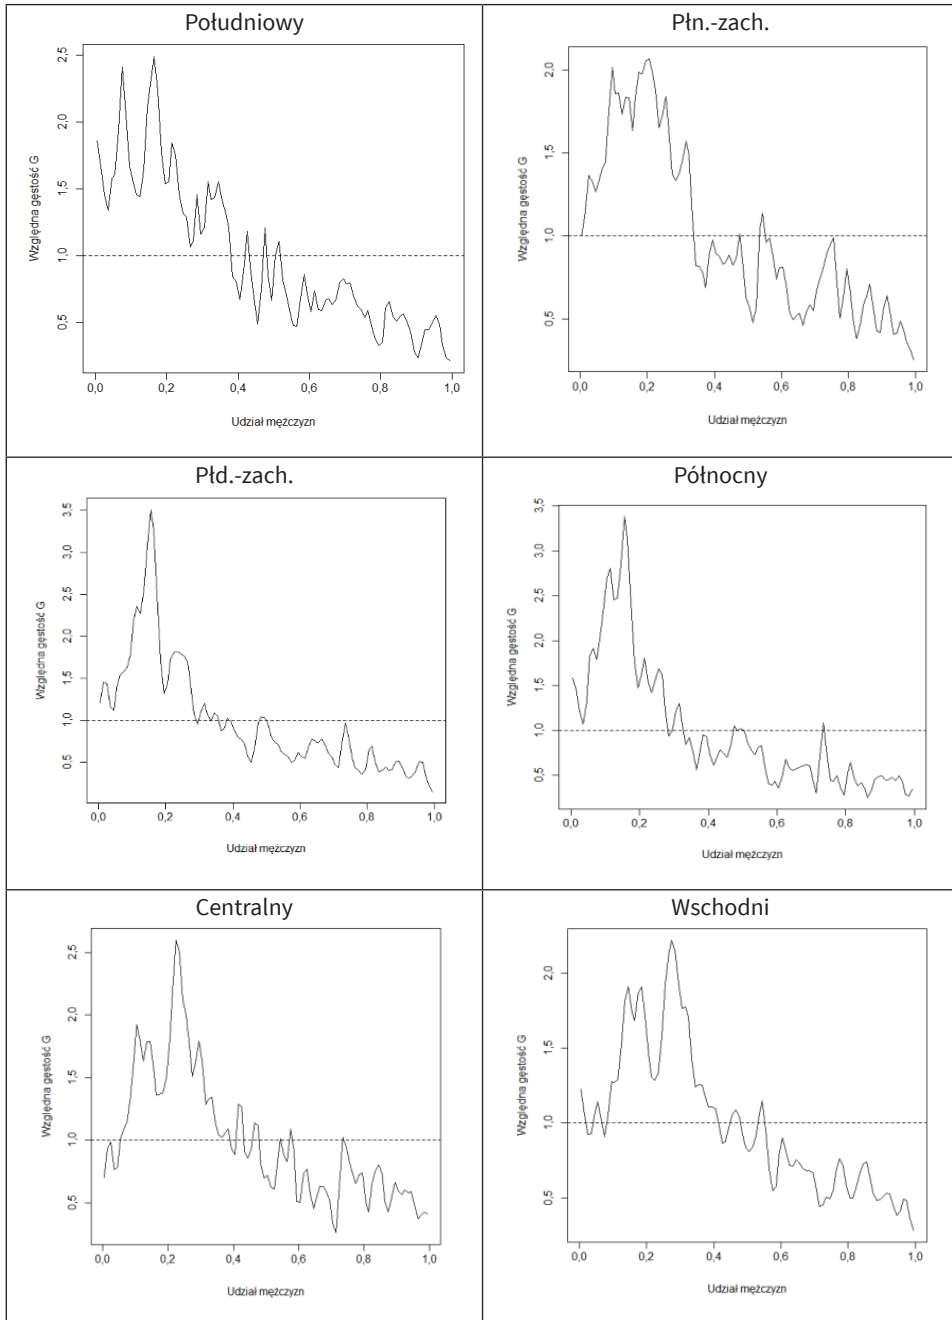 Południowy
2,5
2,0
1,5
1,0
0,5
Względna gęstość G
0,0 0,2 0,4 0,6 0,8 1,0
Udział mężczyzn
Płn.-zach.
2,0
1,5
1,0
0,5
Względna gęstość G
0,0 0,2 0,4 0,6 0,8 1,0
Udział mężczyzn
Płd.-zach.
3,5
3,0
2,5
2,0
1,5
1,0
0,5
Względna gęstość G
0,0 0,2 0,4 0,6 0,8 1,0
Udział mężczyzn
Północny
3,5
3,0
2,5
2,0
1,5
1,0
0,5
Względna gęstość G
0,0 0,2 0,4 0,6 0,8 1,0
Udział mężczyzn
Centralny
2,5
2,0
1,5
1,0
0,5
Względna gęstość G
0,0 0,2 0,4 0,6 0,8 1,0
Udział mężczyzn
Wschodni
2,0
1,5
1,0
0,5
Względna gęstość G
0,0 0,2 0,4 0,6 0,8 1,0
Udział mężczyzn